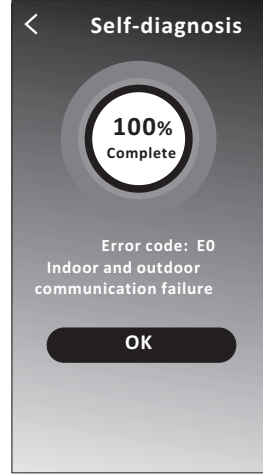 Self-diagnosis
100%
Complete
Error code: E0
Indoor and outdoor
communication failure
OK